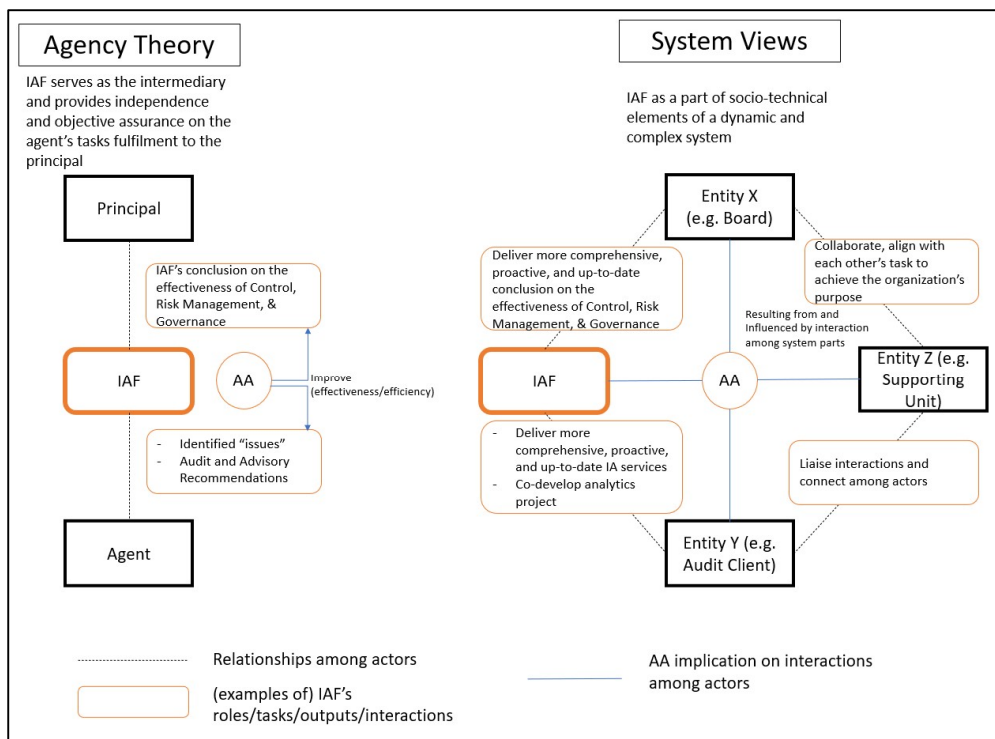 Agency Theory
IAF serves as the intermediary
and provides independence
and objective assurance on the
agent's tasks fulfilment to the
principal
Principal
IAF's conclusion on the
effectiveness of Control,
Risk Management, &
Governance
IAF
AA
Improve
(effectiveness/efficiency)
- Identified "issues"
- Audit and Advisory
Recommendations
Agent
System Views
IAF as a part of socio-technical
elements of a dynamic and
complex system
Entity X
(e.g. Board)
Deliver more comprehensive,
proactive, and up-to-date
conclusion on the
effectiveness of Control, Risk
Management, & Governance
Collaborate, align with
each other's task to
achieve the organization's
purpose
Resulting from and
Influenced by interaction
among system parts
IAF
AA
Entity Z (e.g.
Supporting
Unit)
- Deliver more
comprehensive, proactive,
and up-to-date IA services
- Co-develop analytics
project
Liaise interactions and
connect among actors
Entity Y (e.g.
Audit Client)
Relationships among actors
(examples of) IAF's
roles/tasks/outputs/interactions
AA implication on interactions
among actors